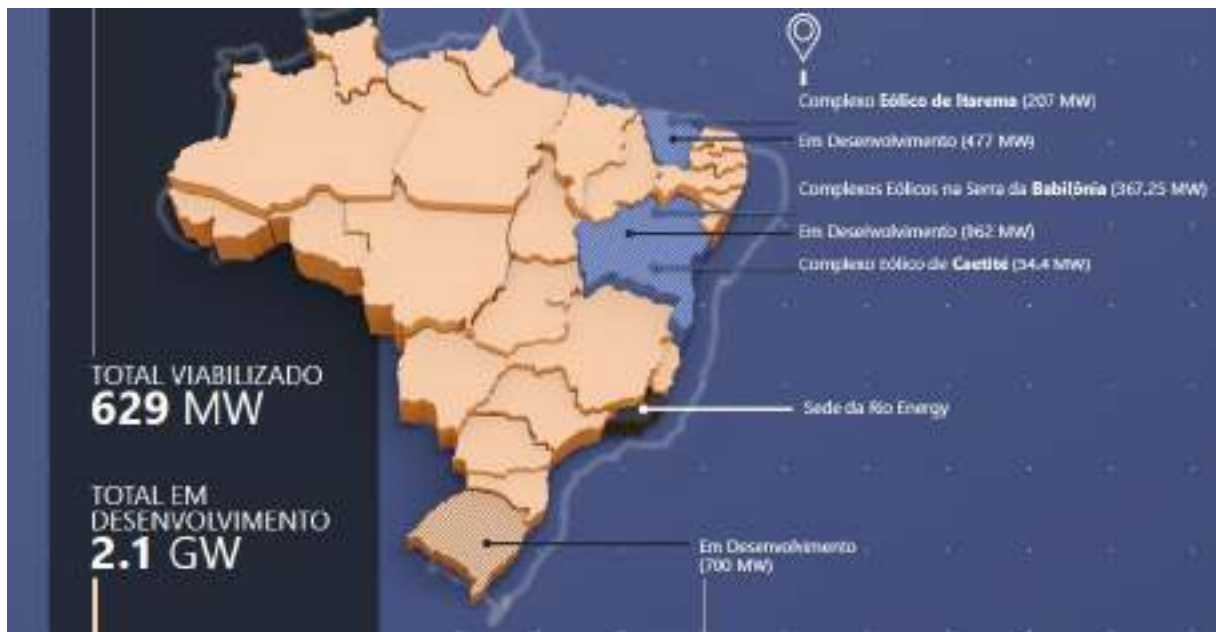 Complexo Eólico de Itarema (207 MW)
Em Desenvolvimento (477 MW)
Complexos Eólicos na Serra da Babilônia (367,25 MW)
Em Desenvolvimento (962 MW)
Complexo Eólico de Caetité (54.4 MW)
TOTAL VIABILIZADO
629 MW
Sede da Rio Energy
TOTAL EM
DESENVOLVIMENTO
2.1 GW
Em Desenvolvimento
(700 MW)